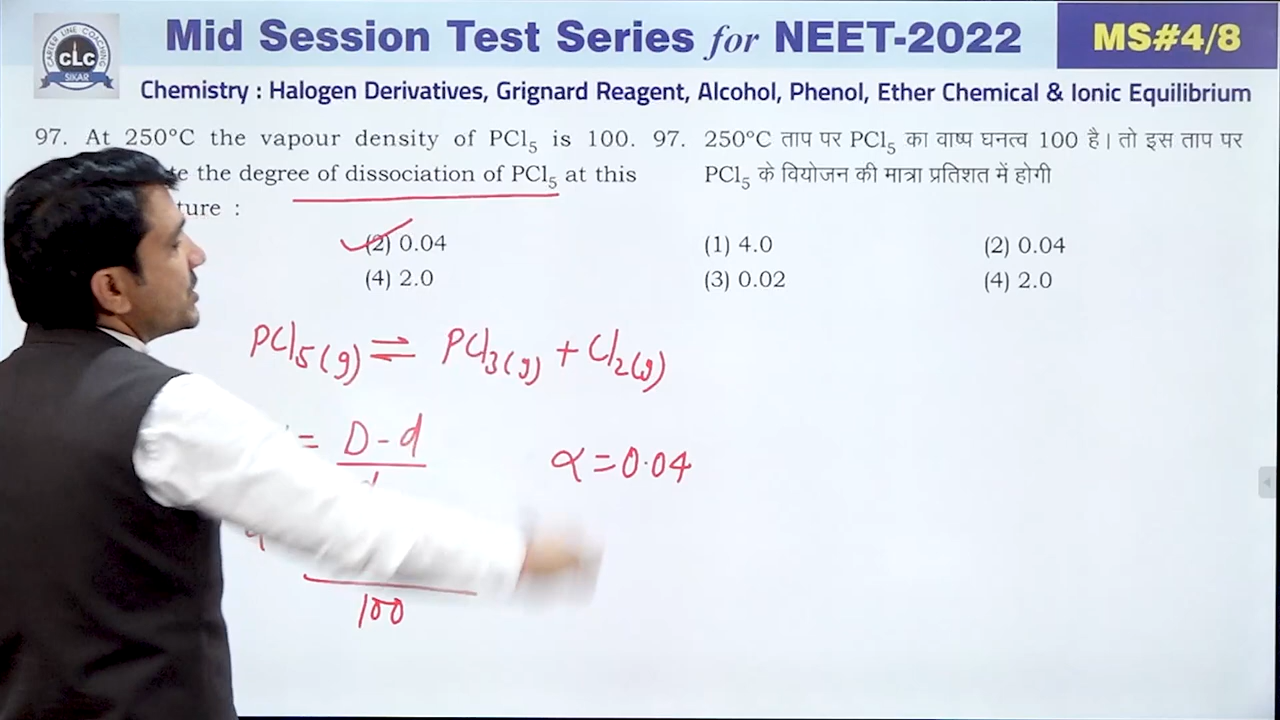 CAREER LINE COACHING
CLC
SIKAR
Mid Session Test Series for NEET-2022
MS#4/8
Chemistry : Halogen Derivatives, Grignard Reagent, Alcohol, Phenol, Ether Chemical & Ionic Equilibrium
97. At 250°C the vapour density of PCl₅ is 100.
the degree of dissociation of PCl₅ at this
:
(2) 0.04
(4) 2.0
97. 250°C ताप पर PCl₅ का वाष्प घनत्व 100 है। तो इस ताप पर
PCl₅ के वियोजन की मात्रा प्रतिशत में होगी
(1) 4.0 (2) 0.04
(3) 0.02 (4) 2.0
PCl₅(g) ⇌ PCl₃(g) + Cl₂(g)
= D - d
α = 0.04
100